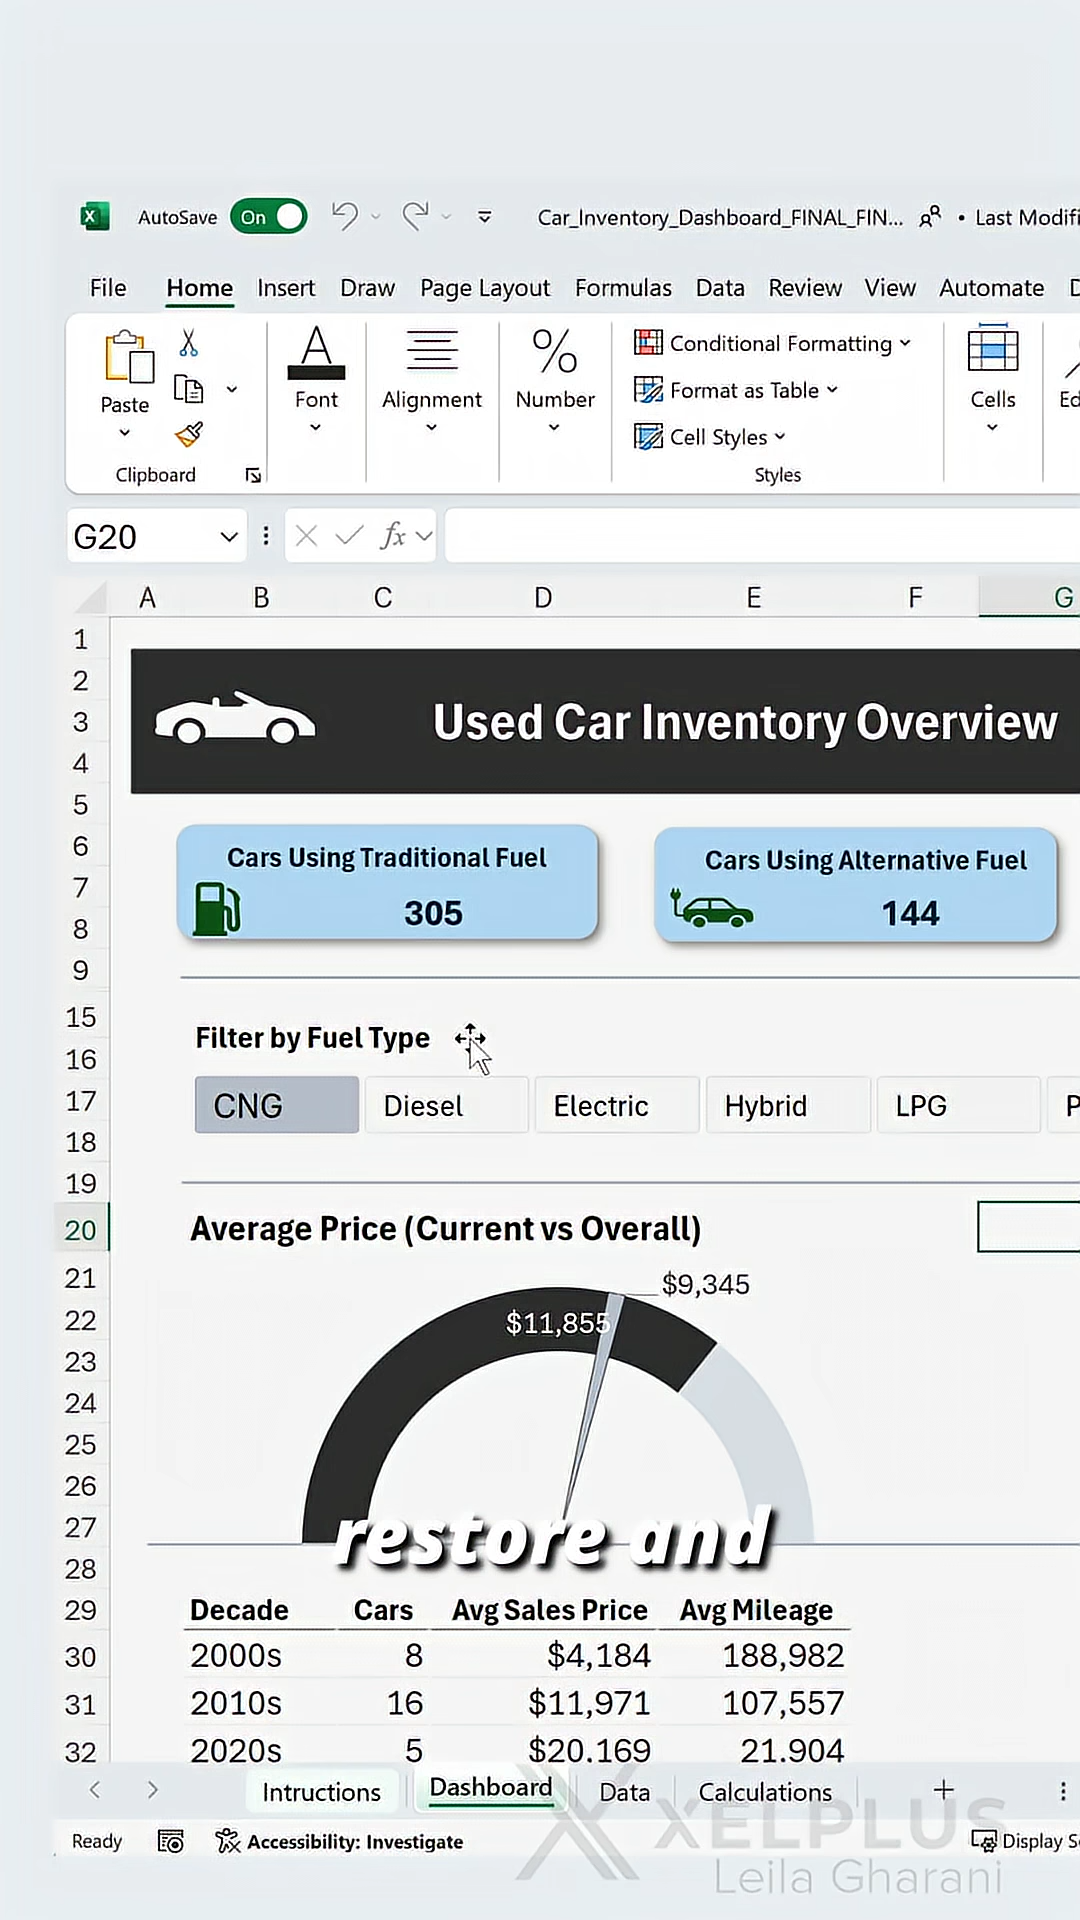 AutoSave On Car_Inventory_Dashboard_FINAL_FIN... • Last Modifi
File Home Insert Draw Page Layout Formulas Data Review View Automate D
Paste Font Alignment Number Conditional Formatting Format as Table Cell Styles Cells Ed
Clipboard Styles
G20 fx
A B C D E F G
1
2
3 Used Car Inventory Overview
4
5
6 Cars Using Traditional Fuel Cars Using Alternative Fuel
7
8 305 144
9
15 Filter by Fuel Type
16
17 CNG Diesel Electric Hybrid LPG P
18
19
20 Average Price (Current vs Overall)
21 $9,345
22 $11,855
23
24
25
26
27 restore and
28
29 Decade Cars Avg Sales Price Avg Mileage
30 2000s 8 $4,184 188,982
31 2010s 16 $11,971 107,557
32 2020s 5 $20,169 21,904
Intructions Dashboard Data Calculations
Ready Accessibility: Investigate Display Se
XELPLUS
Leila Gharani